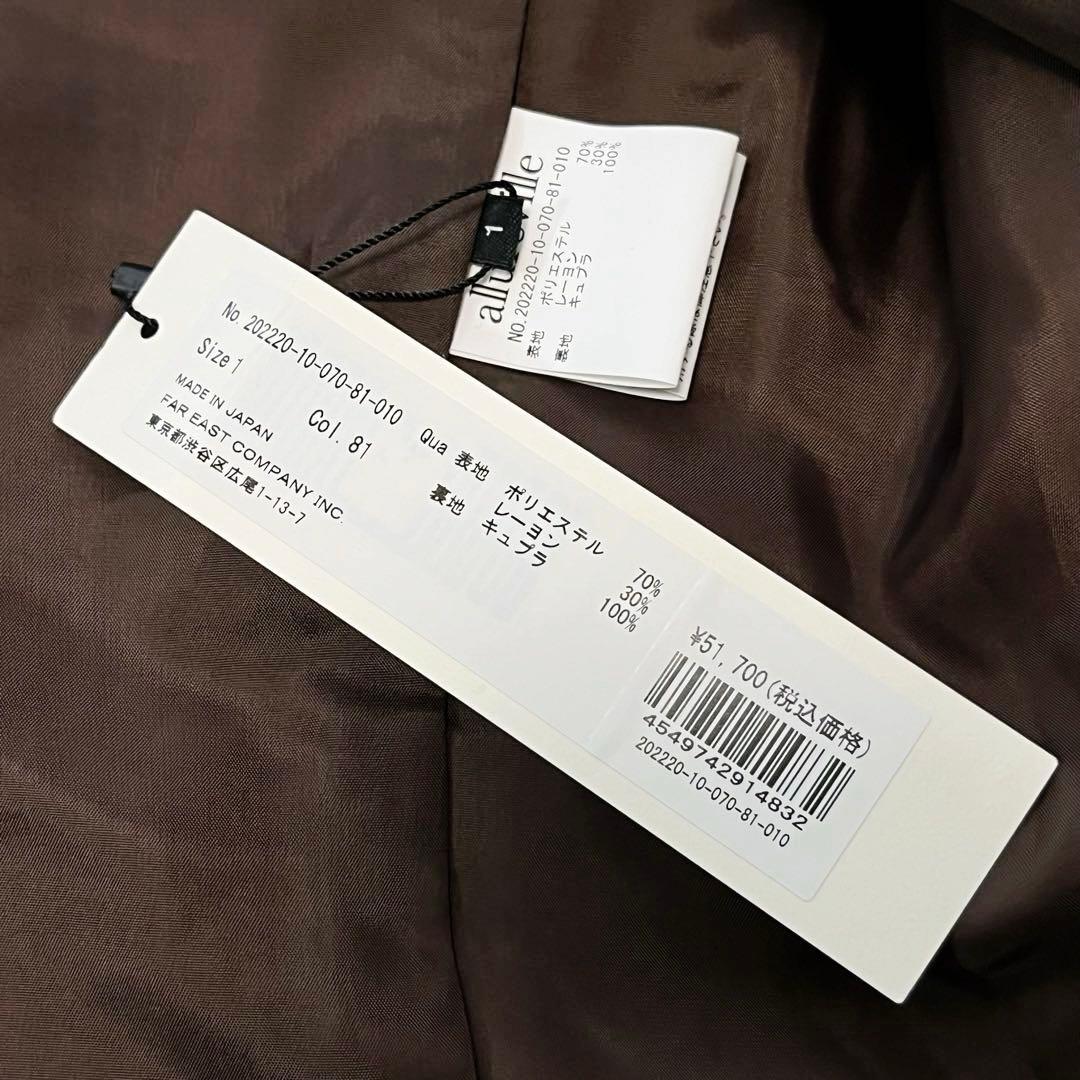 No. 202220-10-070-81-010
Size 1
Col. 81
MADE IN JAPAN
FAR EAST COMPANY INC.
東京都渋谷区広尾1-13-7
Qua 表地 ポリエステル 70%
レーヨン 30%
裏地 キュプラ 100%
¥51,700(税込価格)
4549742914832
202220-10-070-81-010
1
NO.202220-10-070-81-010
表地 ポリエステル 70%
レーヨン 30%
裏地 キュプラ 100%